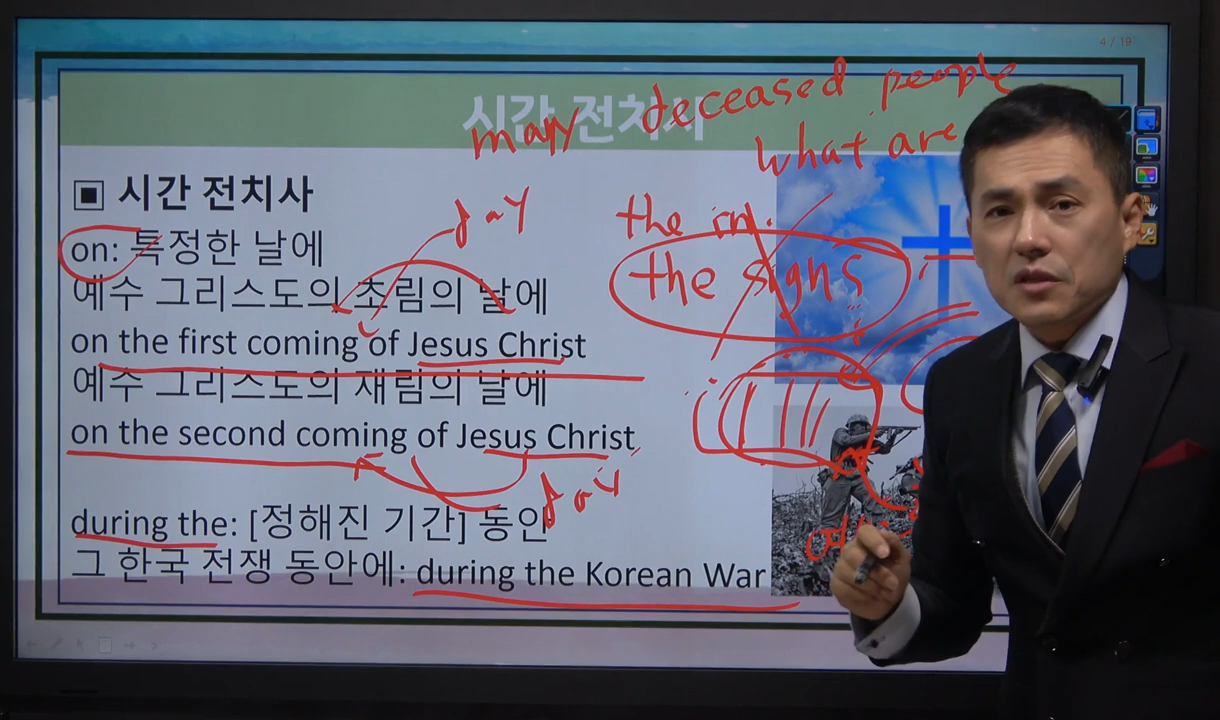 4 / 19
시간 전치사
deceased people
many
what are
▣ 시간 전치사
day
the in
on: 특정한 날에
the signs
예수 그리스도의 초림의 날에
on the first coming of Jesus Christ
예수 그리스도의 재림의 날에
on the second coming of Jesus Christ
day
during the: [정해진 기간] 동안
그 한국 전쟁 동안에: during the Korean War